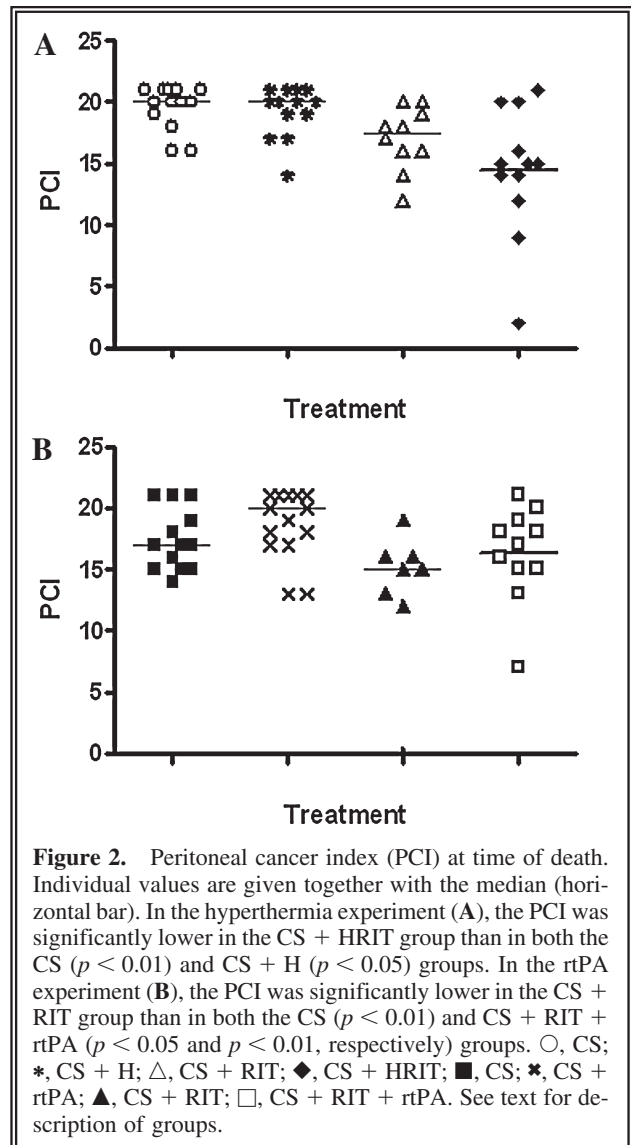 A
25
20
15
10
5
0
PCI
Treatment
B
25
20
15
10
5
0
PCI
Treatment
Figure 2. Peritoneal cancer index (PCI) at time of death.
Individual values are given together with the median (hori-
zontal bar). In the hyperthermia experiment (A), the PCI was
significantly lower in the CS + HRIT group than in both the
CS (p < 0.01) and CS + H (p < 0.05) groups. In the rtPA
experiment (B), the PCI was significantly lower in the CS +
RIT group than in both the CS (p < 0.01) and CS + RIT +
rtPA (p < 0.05 and p < 0.01, respectively) groups. ○, CS;
*, CS + H; △, CS + RIT; ◆, CS + HRIT; ■, CS; ✖, CS +
rtPA; ▲, CS + RIT; □, CS + RIT + rtPA. See text for de-
scription of groups.